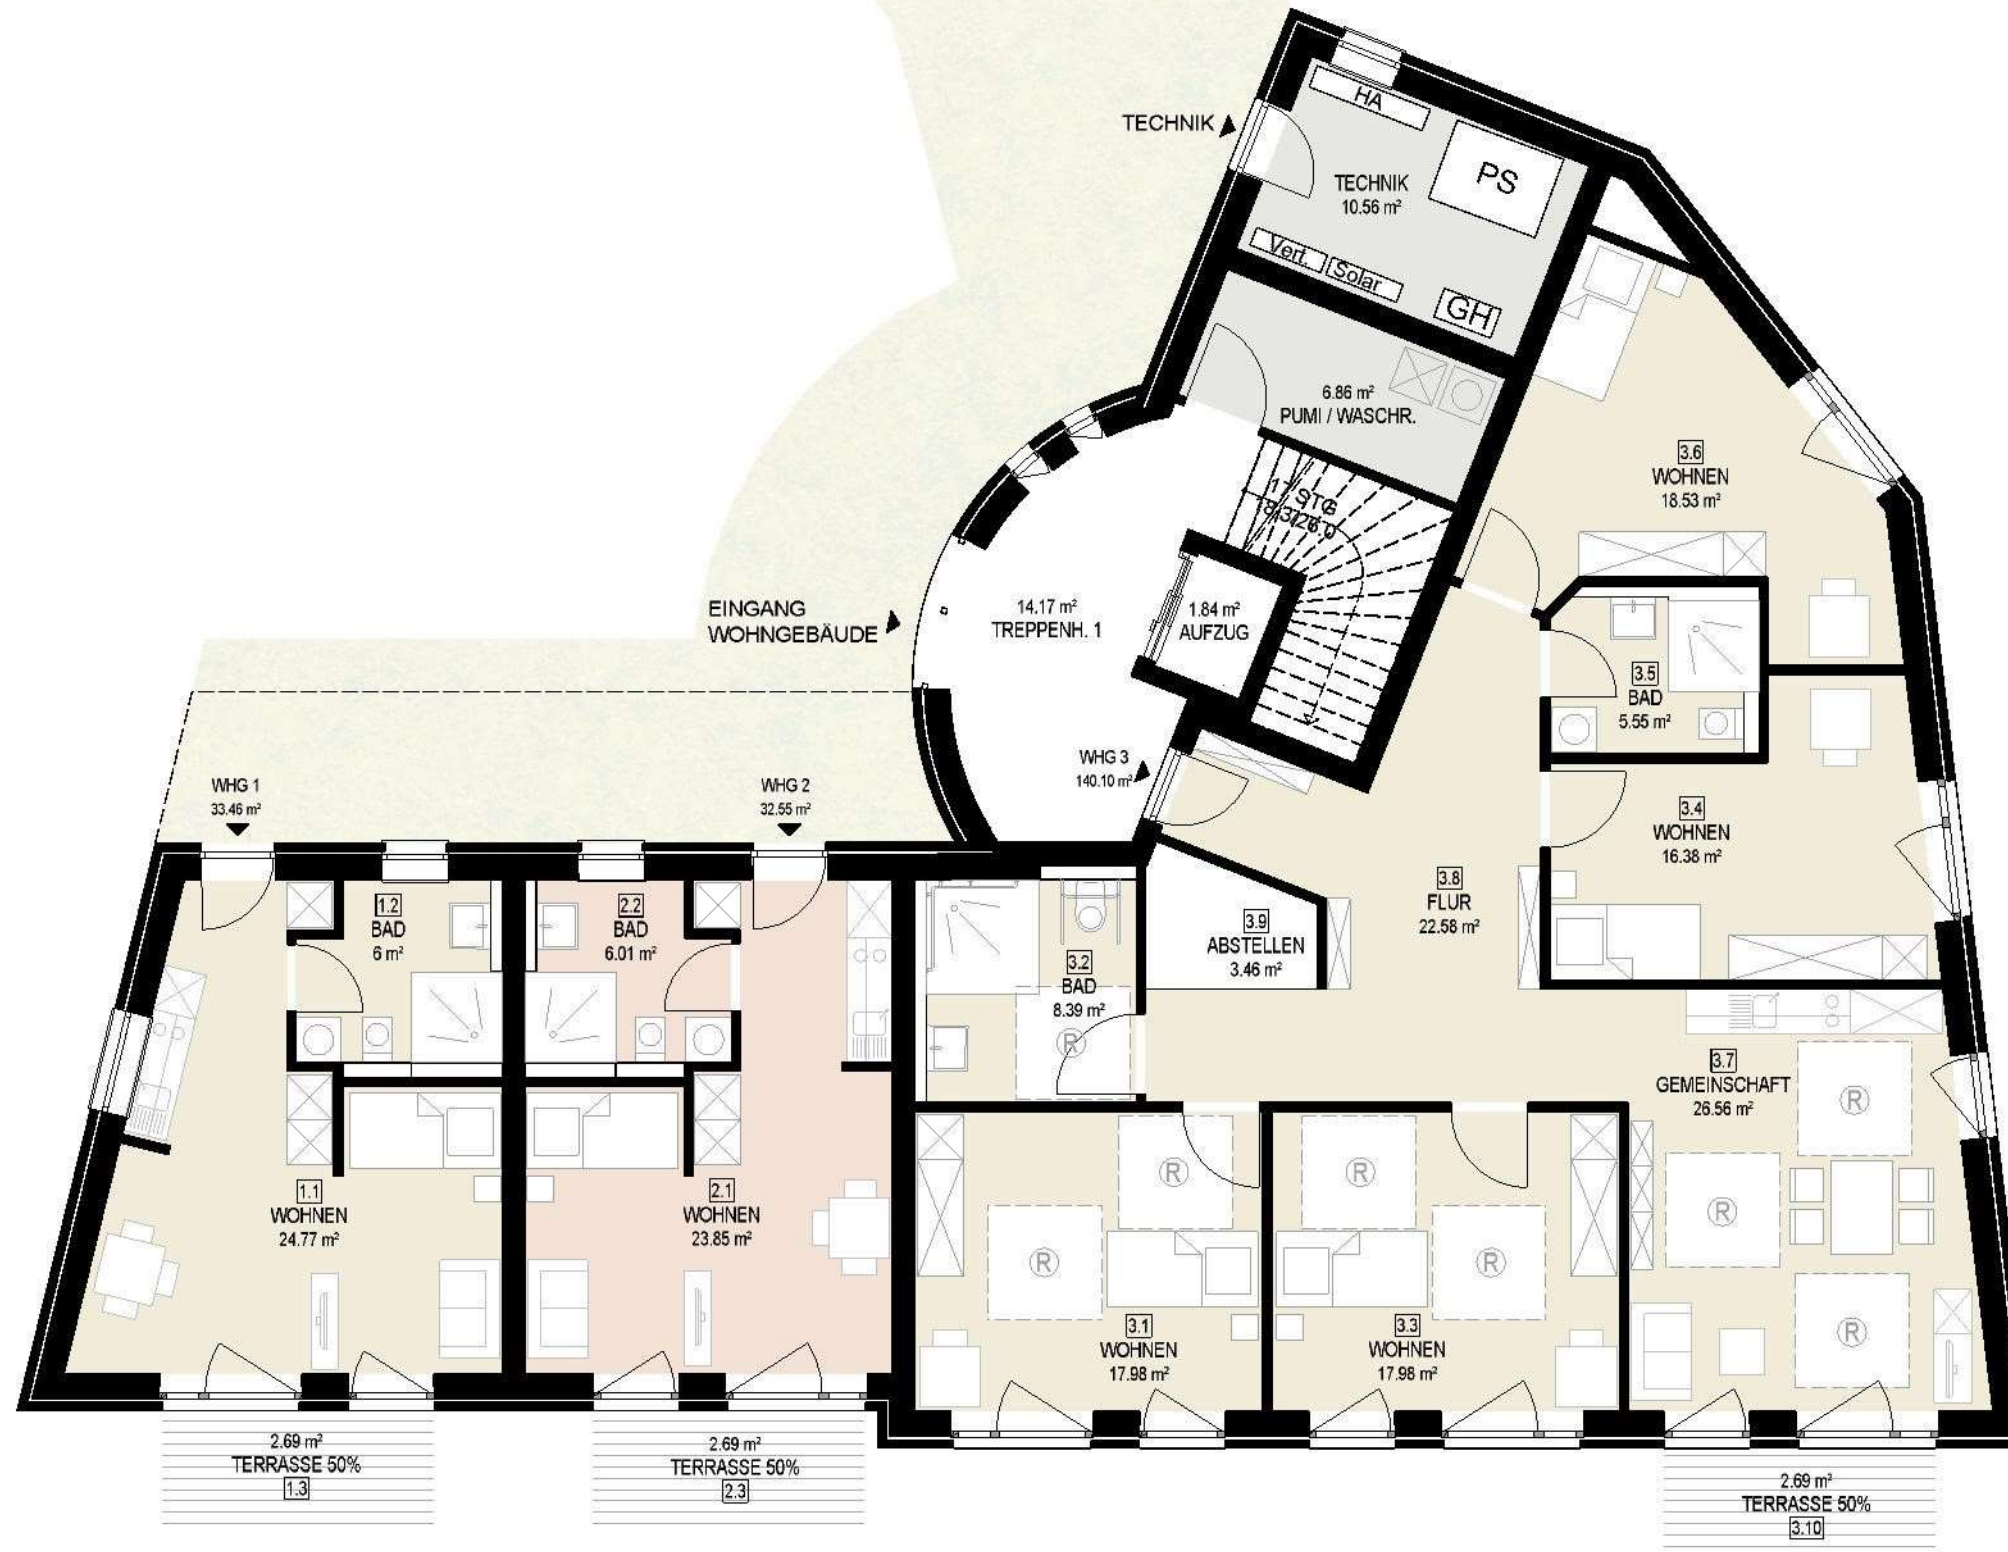 HA
TECHNIK
PS
TECHNIK
10.56 m²
Vert.
Solar
GH
6.86 m²
PUMI / WASCHR.
3.6
WOHNEN
18.53 m²
EINGANG
WOHNGEBÄUDE
14.17 m²
TREPPENH. 1
1.84 m²
AUFZUG
3.5
BAD
5.55 m²
WHG 1
33.46 m²
WHG 2
32.55 m²
WHG 3
140.10 m²
3.4
WOHNEN
16.38 m²
1.2
BAD
6 m²
2.2
BAD
6.01 m²
3.2
BAD
8.39 m²
R
3.9
ABSTELLEN
3.46 m²
3.8
FLUR
22.58 m²
3.7
GEMEINSCHAFT
26.56 m²
R
R
R
1.1
WOHNEN
24.77 m²
2.1
WOHNEN
23.85 m²
R
R
3.1
WOHNEN
17.98 m²
R
R
3.3
WOHNEN
17.98 m²
2.69 m²
TERRASSE 50%
1.3
2.69 m²
TERRASSE 50%
2.3
2.69 m²
TERRASSE 50%
3.10